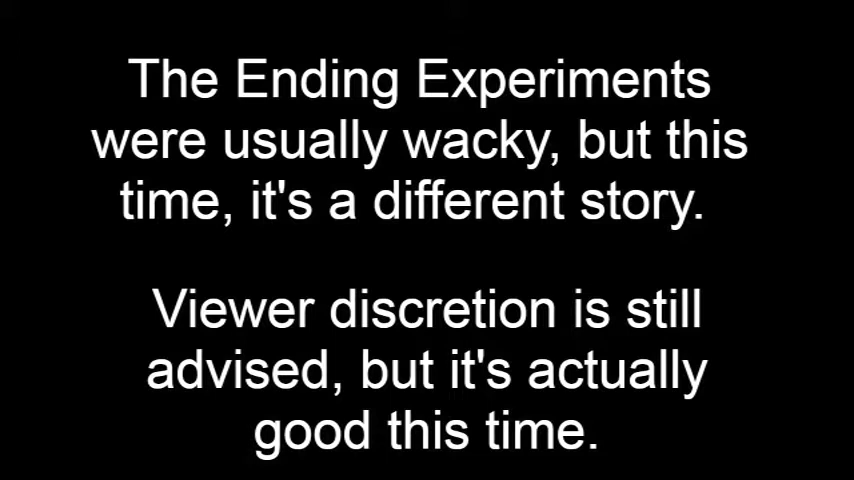 The Ending Experiments
were usually wacky, but this
time, it's a different story.
Viewer discretion is still
advised, but it's actually
good this time.